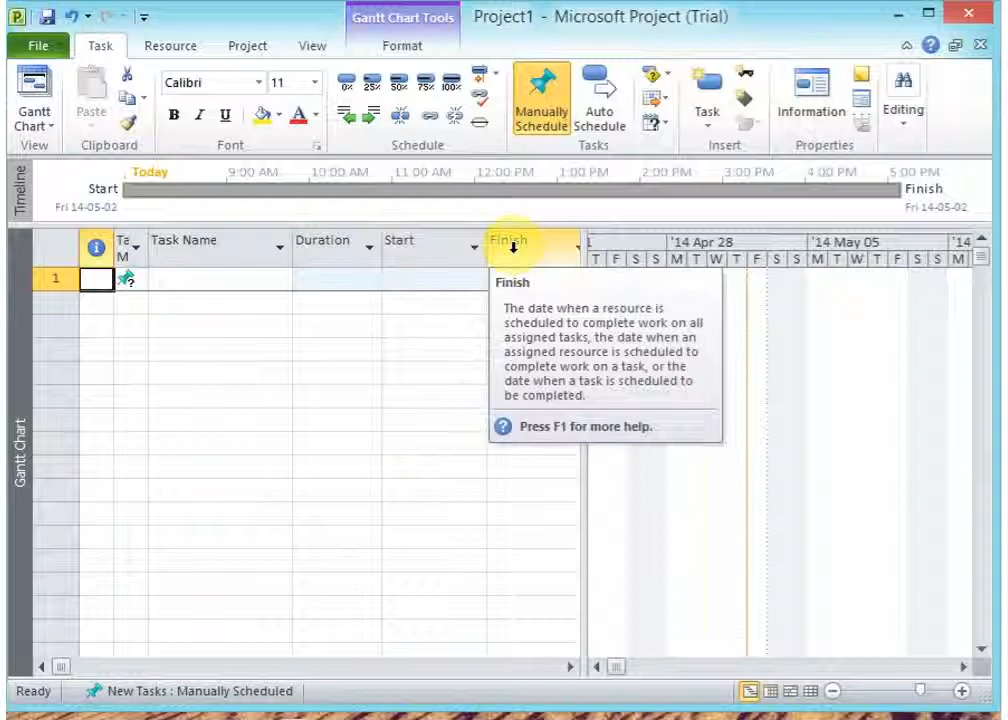 Gantt Chart Tools
Project1 - Microsoft Project (Trial)
File Task Resource Project View Format
Gantt Chart
View
Paste
Clipboard
Calibri 11
B I U A
Font
0% 25% 50% 75% 100%
Schedule
Manually Schedule
Auto Schedule
Tasks
Task
Insert
Information
Properties
Editing
Timeline
Today 9:00 AM 10:00 AM 11:00 AM 12:00 PM 1:00 PM 2:00 PM 3:00 PM 4:00 PM 5:00 PM
Start
Fri 14-05-02
Finish
Fri 14-05-02
Ta M
Task Name
Duration
Start
Finish
'14 Apr 28 '14 May 05 '14
T F S S M T W T F S S M T W T F S S M
1
Finish
The date when a resource is
scheduled to complete work on all
assigned tasks, the date when an
assigned resource is scheduled to
complete work on a task, or the
date when a task is scheduled to
be completed.
Press F1 for more help.
Gantt Chart
Ready
New Tasks : Manually Scheduled